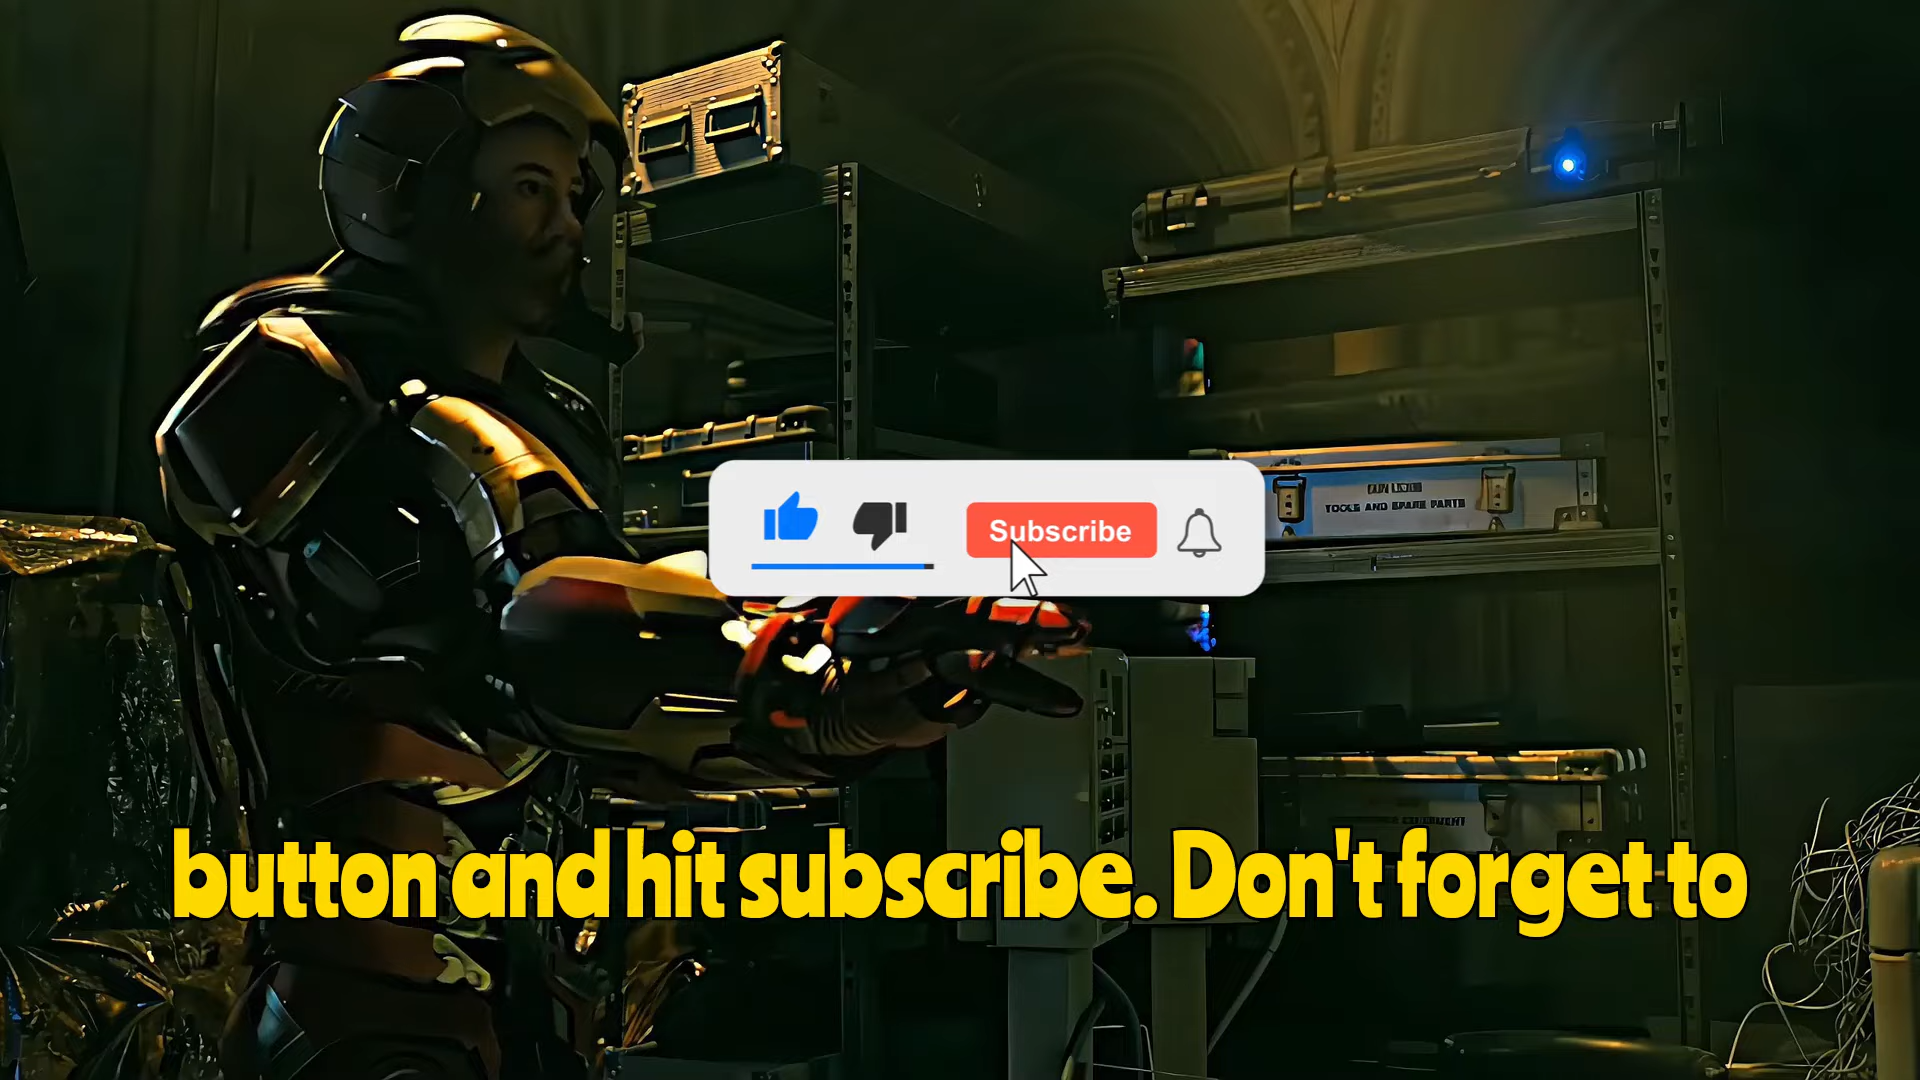 TOOLS AND SPARE PARTS
Subscribe
button and hit subscribe. Don't forget to